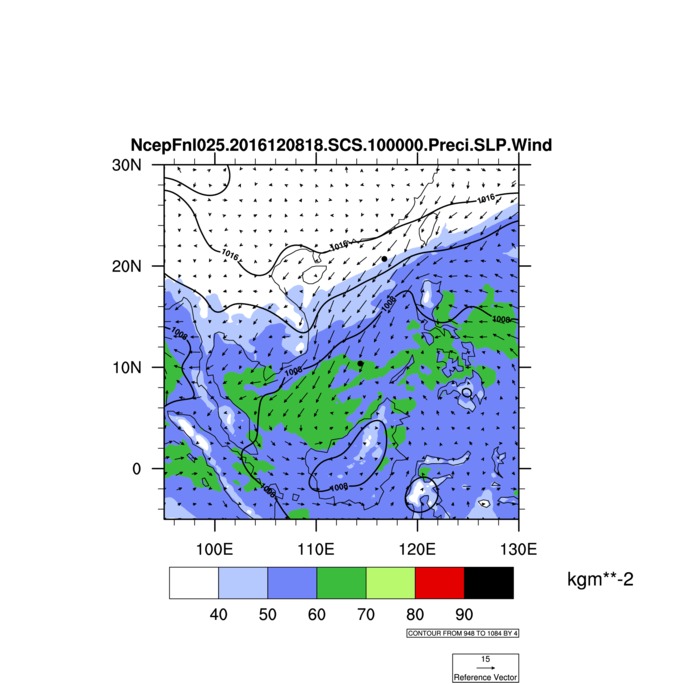 NcepFnl025.2016120818.SCS.100000.Preci.SLP.Wind
30N
1016
1016
1016
20N
1008
1008
1008
10N
1008
0
1008
1008
100E 110E 120E 130E
kgm**-2
40 50 60 70 80 90
CONTOUR FROM 948 TO 1084 BY 4
15
Reference Vector